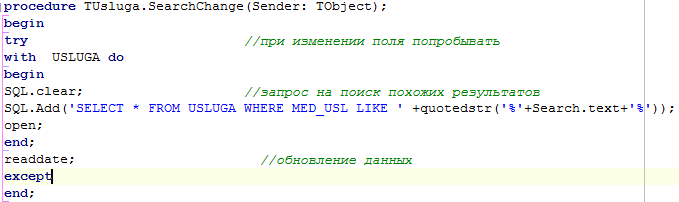 procedure TUsluga.SearchChange(Sender: TObject);
begin
try //при изменении поля попробывать
with USLUGA do
begin
SQL.clear; //запрос на поиск похожих результатов
SQL.Add('SELECT * FROM USLUGA WHERE MED_USL LIKE ' +quotedstr('%'+Search.text+'%'));
open;
end;
readdate; //обновление данных
except
end;